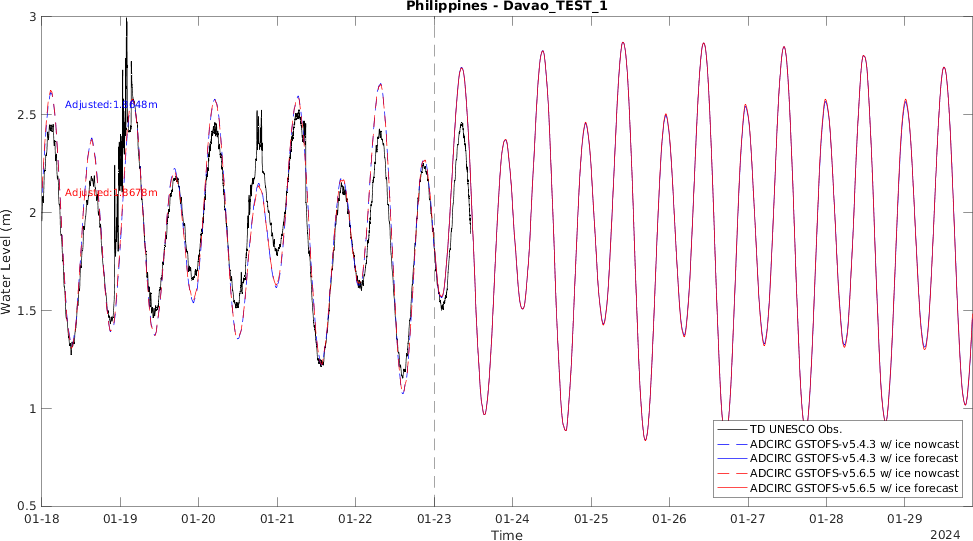 Philippines - Davao_TEST_1
3
2.5
2
1.5
1
0.5
Water Level (m)
Adjusted:1.8648m
Adjusted:1.8678m
TD UNESCO Obs.
ADCIRC GSTOFS-v5.4.3 w/ ice nowcast
ADCIRC GSTOFS-v5.4.3 w/ ice forecast
ADCIRC GSTOFS-v5.6.5 w/ ice nowcast
ADCIRC GSTOFS-v5.6.5 w/ ice forecast
01-18 01-19 01-20 01-21 01-22 01-23 01-24 01-25 01-26 01-27 01-28 01-29
Time
2024